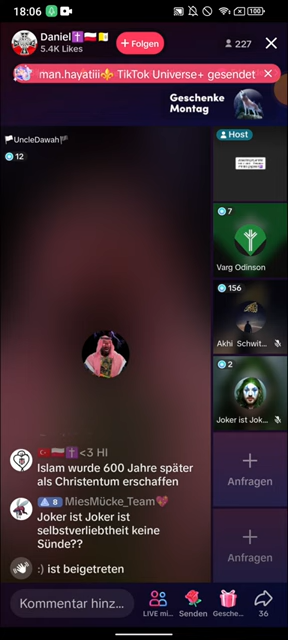 18:06
100
Daniel✝️🇵🇱🇮🇩
5.4K Likes
+ Folgen
227
man.hayatiii⚜️ TikTok Universe+ gesendet
Geschenke
Montag
🏳UncleDawah🏴
12
Host
7
Varg Odinson
156
Akhi Schwit...
2
Joker ist Jok...
Anfragen
Anfragen
<3 HI
Islam wurde 600 Jahre später
als Christentum erschaffen
8 MiesMücke_Team💖
Joker ist Joker ist
selbstverliebtheit keine
Sünde??
:) ist beigetreten
Kommentar hinz...
LIVE mi...
Senden
Gesche...
36